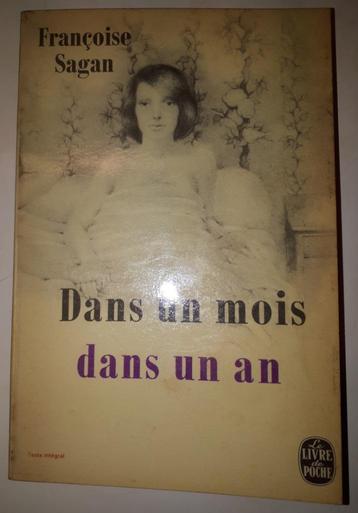 Françoise
Sagan
Dans un mois
dans un an
Texte intégral
Le
LIVRE
de
POCHE